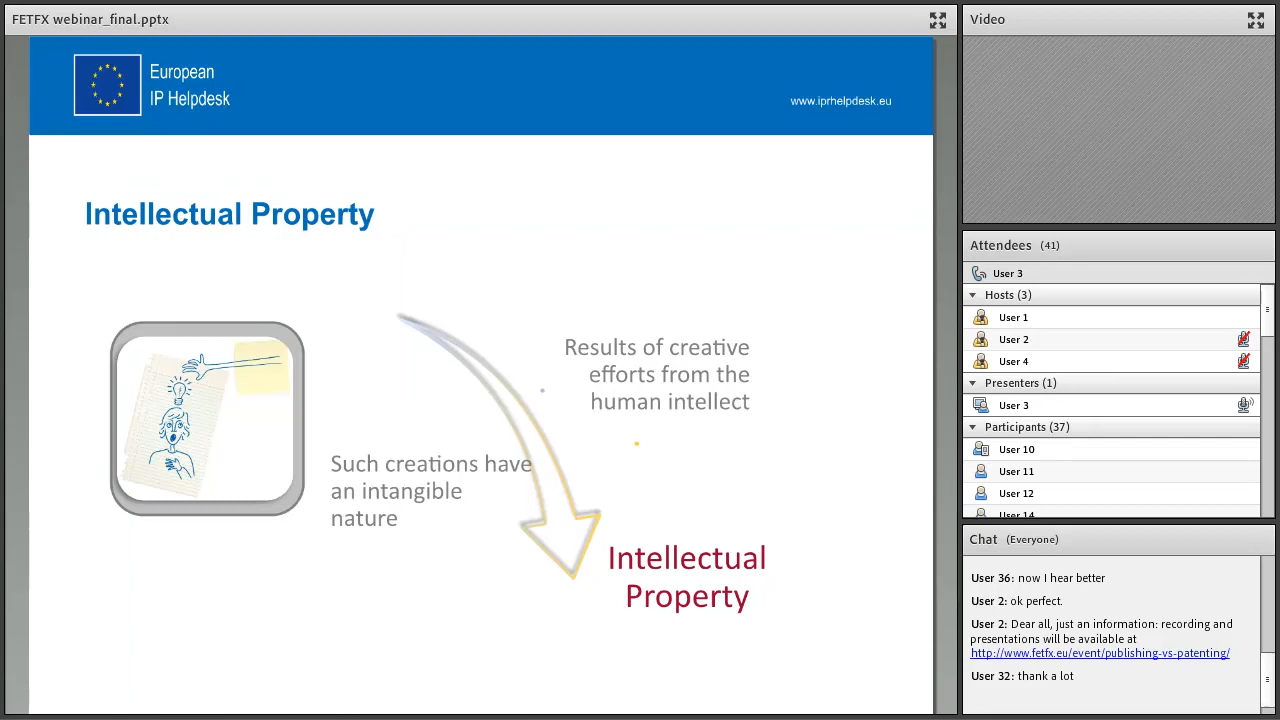 FETFX webinar_final.pptx
European
IP Helpdesk
www.iprhelpdesk.eu
Intellectual Property
Results of creative
efforts from the
human intellect
Such creations have
an intangible
nature
Intellectual
Property
Video
Attendees (41)
User 3
Hosts (3)
User 1
User 2
User 4
Presenters (1)
User 3
Participants (37)
User 10
User 11
User 12
User 14
Chat (Everyone)
User 36: now I hear better
User 2: ok perfect.
User 2: Dear all, just an information: recording and
presentations will be available at
http://www.fetfx.eu/event/publishing-vs-patenting/
User 32: thank a lot